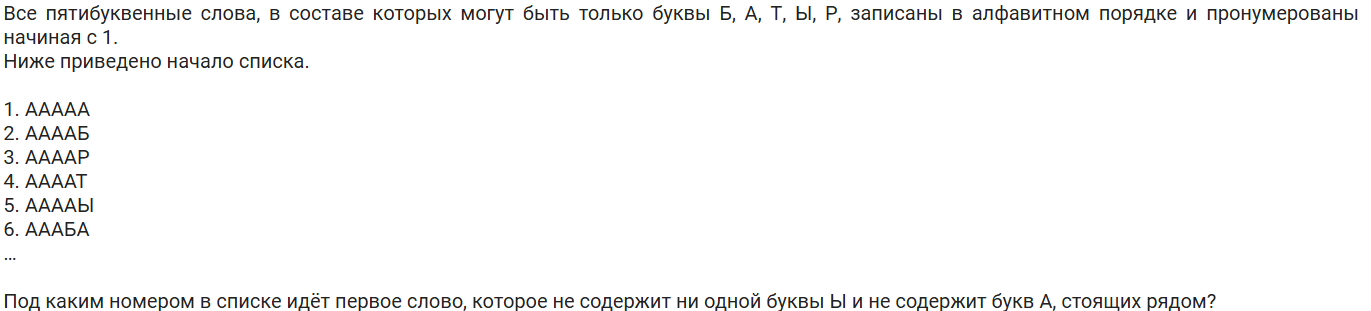 Все пятибуквенные слова, в составе которых могут быть только буквы Б, А, Т, Ы, Р, записаны в алфавитном порядке и пронумерованы
начиная с 1.
Ниже приведено начало списка.
1. ААААА
2. ААААБ
3. ААААР
4. ААААТ
5. ААААЫ
6. АААБА
...
Под каким номером в списке идёт первое слово, которое не содержит ни одной буквы Ы и не содержит букв А, стоящих рядом?